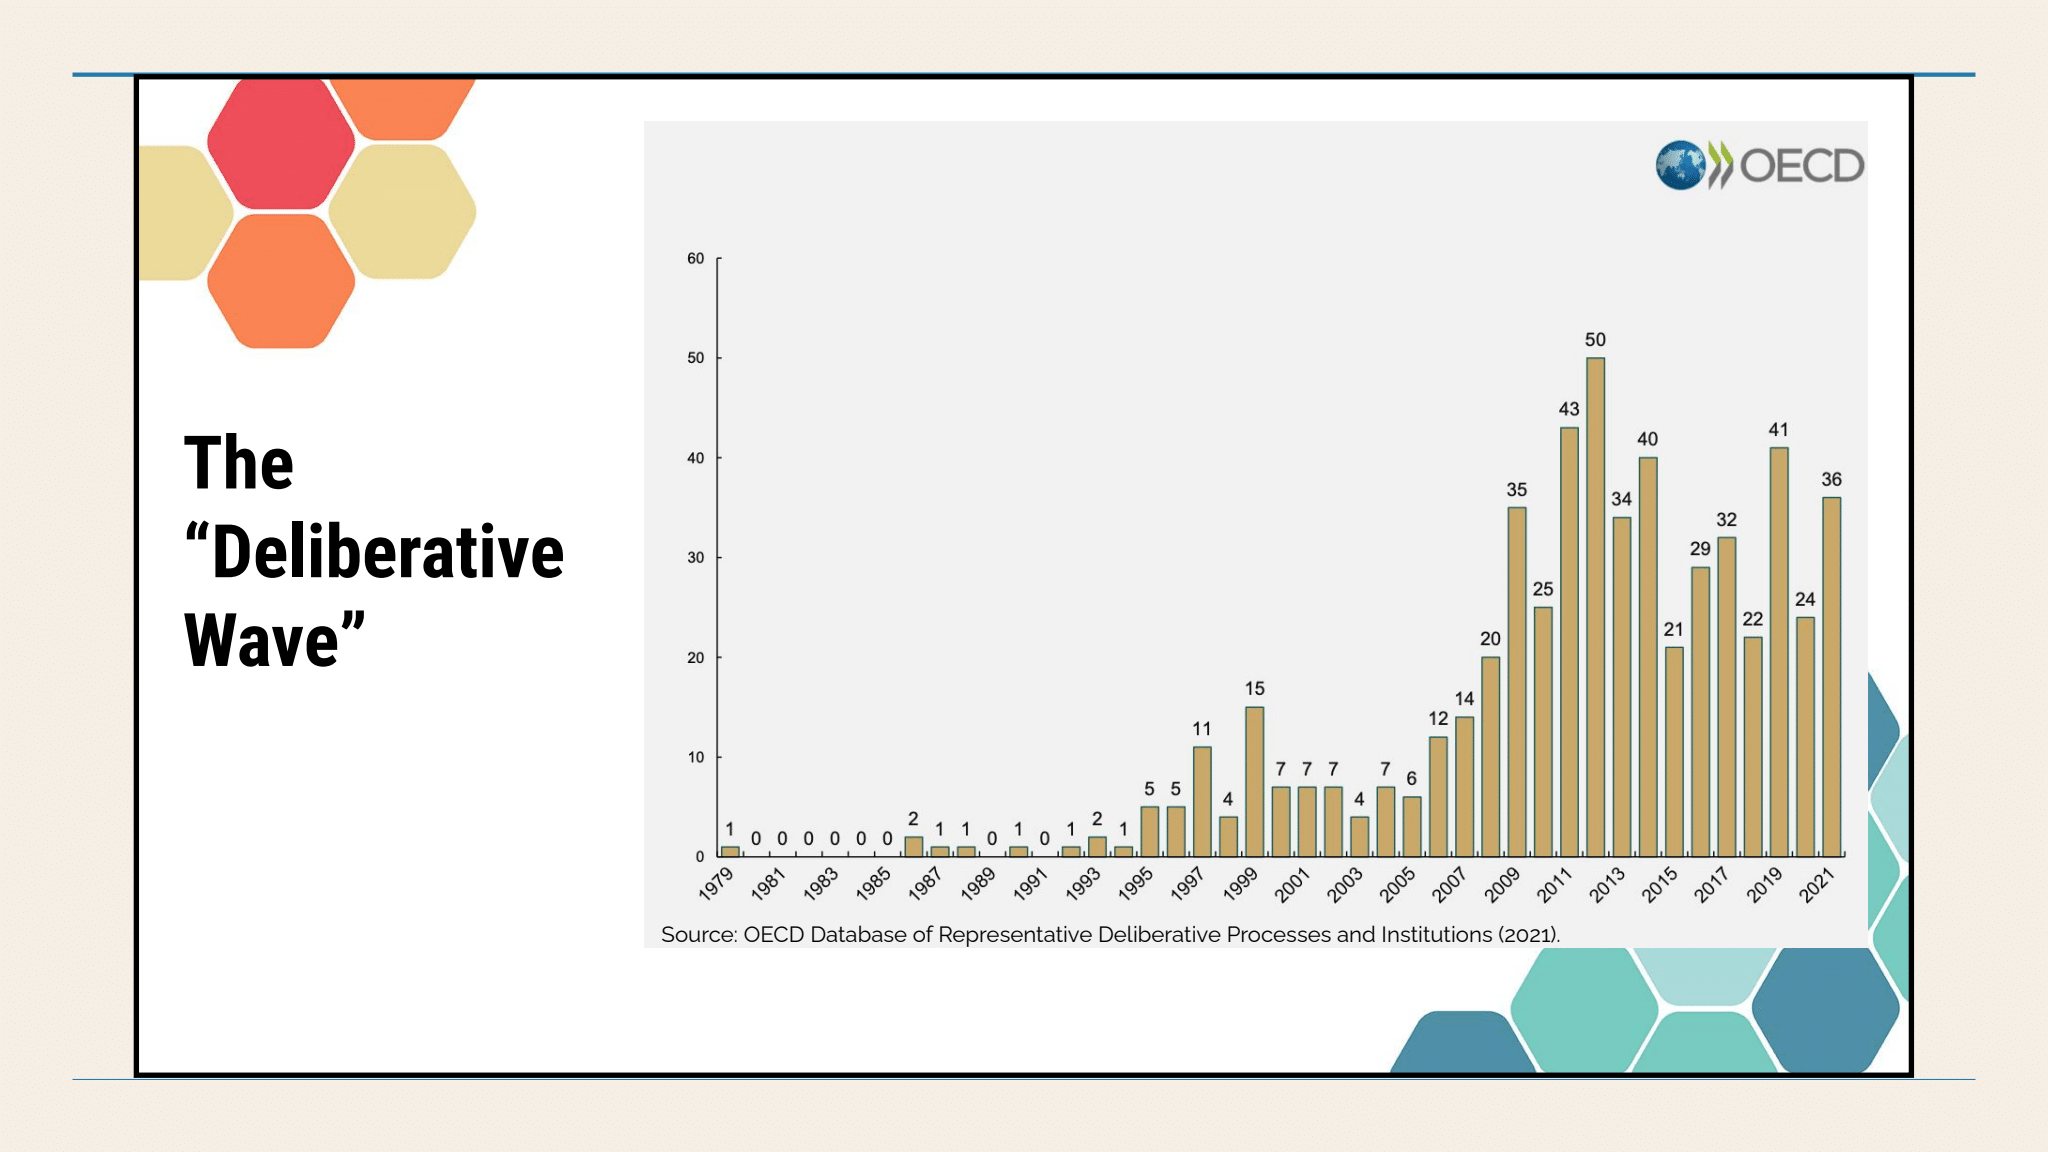 The
“Deliberative
Wave”
OECD
60
50
40
30
20
10
0
1 0 0 0 0 0 0 2 1 1 0 1 0 1 2 1 5 5 11 4 15 7 7 7 4 7 6 12 14 20 35 25 43 50 34 40 21 29 32 22 41 24 36
1979 1981 1983 1985 1987 1989 1991 1993 1995 1997 1999 2001 2003 2005 2007 2009 2011 2013 2015 2017 2019 2021
Source: OECD Database of Representative Deliberative Processes and Institutions (2021).